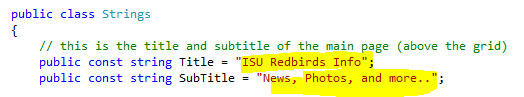 public class Strings
{
// this is the title and subtitle of the main page (above the grid)
public const string Title = "ISU Redbirds Info";
public const string SubTitle = "News, Photos, and more..";